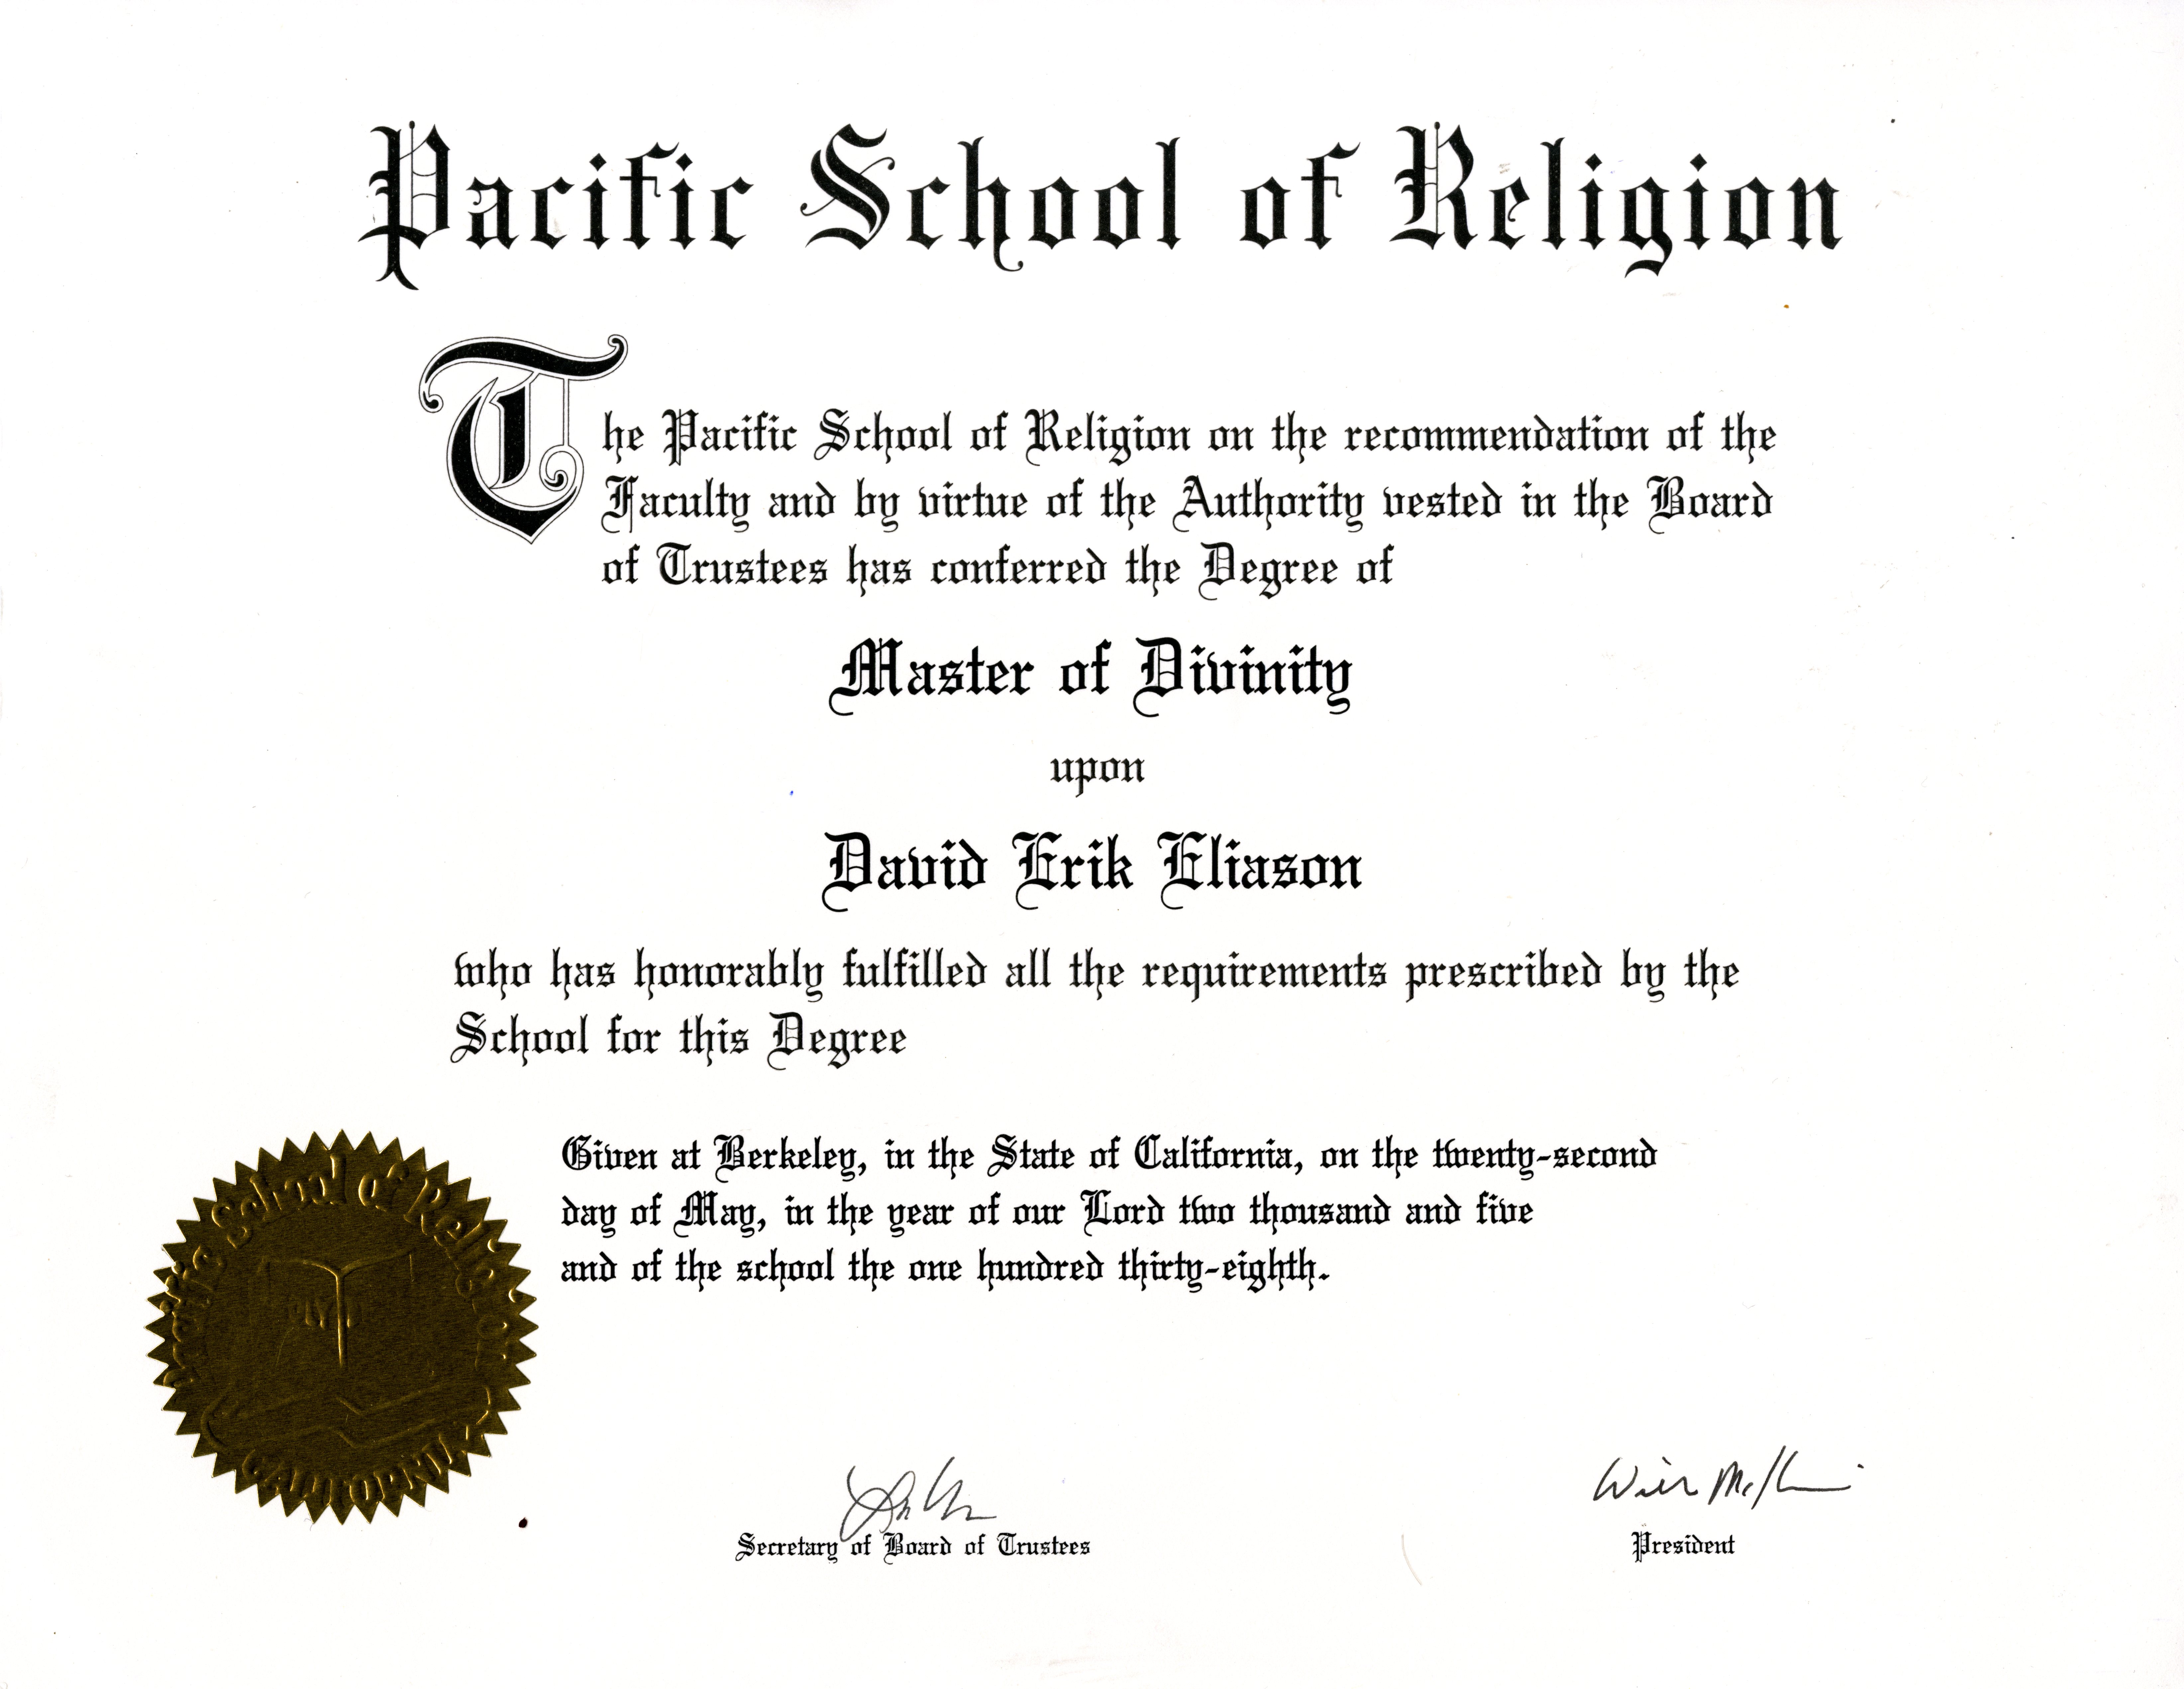 Pacific School of Religion
The Pacific School of Religion on the recommendation of the
Faculty and by virtue of the Authority vested in the Board
of Trustees has conferred the Degree of
Master of Divinity
upon
David Erik Eliason
who has honorably fulfilled all the requirements prescribed by the
School for this Degree
Given at Berkeley, in the State of California, on the twenty-second
day of May, in the year of our Lord two thousand and five
and of the school the one hundred thirty-eighth.
Pacific School of Religion
CALIFORNIA
Secretary of Board of Trustees
President